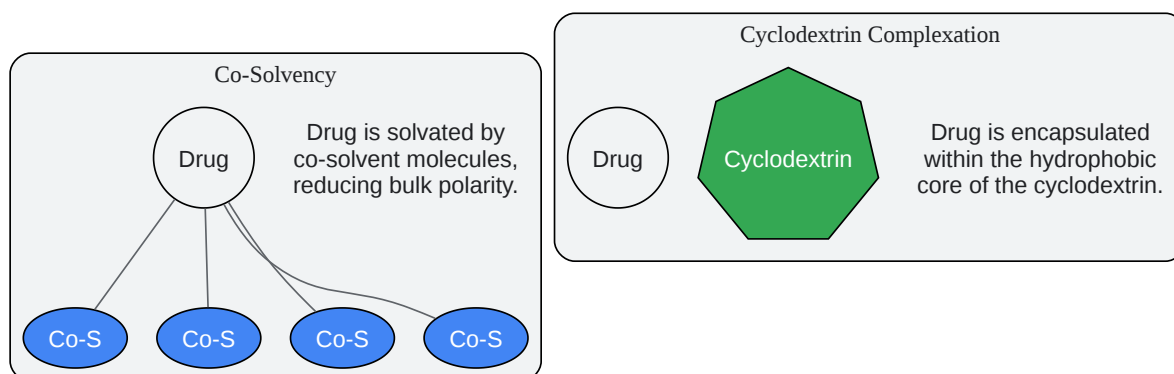 Co-Solvency
Drug
Drug is solvated by
co-solvent molecules,
reducing bulk polarity.
Co-S
Co-S
Co-S
Co-S
Cyclodextrin Complexation
Drug
Cyclodextrin
Drug is encapsulated
within the hydrophobic
core of the cyclodextrin.